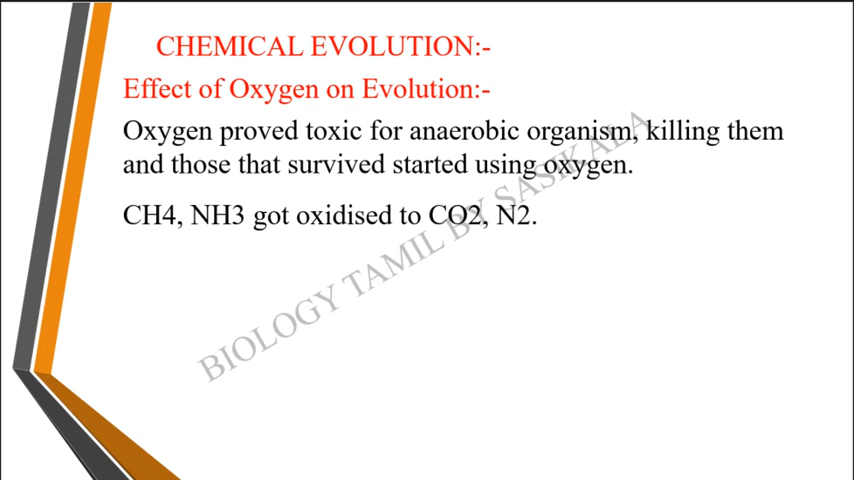 CHEMICAL EVOLUTION:-
Effect of Oxygen on Evolution:-
Oxygen proved toxic for anaerobic organism, killing them
and those that survived started using oxygen.
CH4, NH3 got oxidised to CO2, N2.
BIOLOGY TAMIL BY SASIKALA